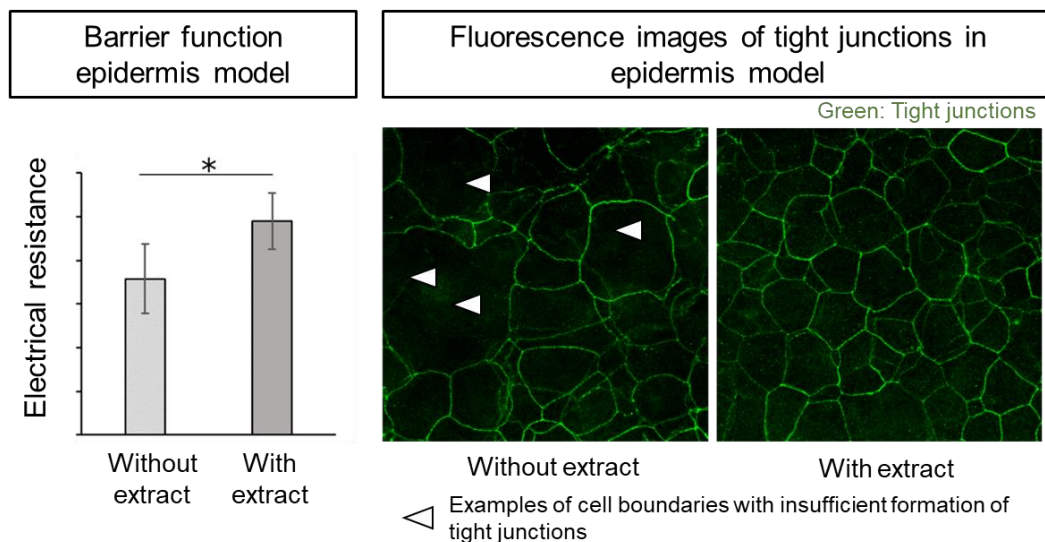 Barrier function
epidermis model
Fluorescence images of tight junctions in
epidermis model
Green: Tight junctions
*
Electrical resistance
Without
extract
With
extract
Without extract
With extract
Examples of cell boundaries with insufficient formation of
tight junctions